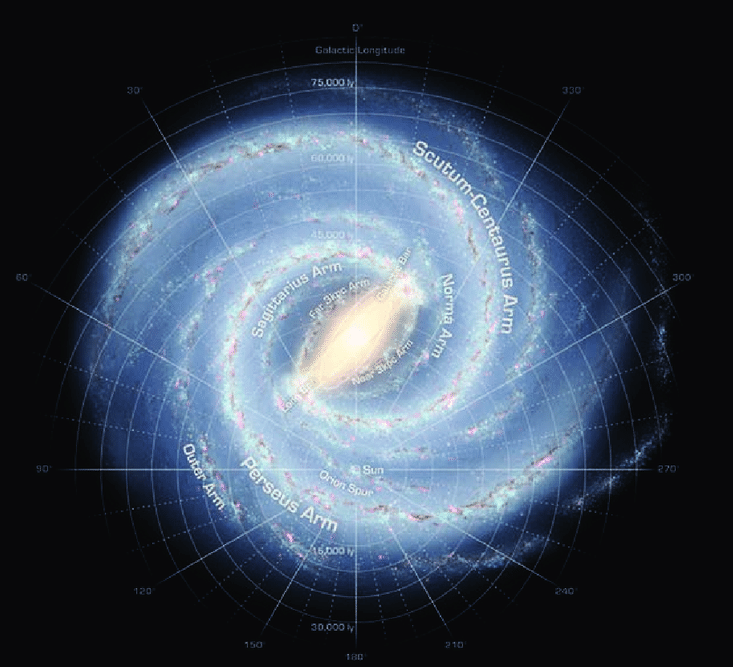 0°
Galactic Longitude
75,000 ly
30°
330°
60,000 ly
Scutum-Centaurus Arm
45,000 ly
Sagittarius Arm
Far 3kpc Arm
Norma Arm
60°
300°
Near 3kpc Arm
90°
Sun
270°
Outer Arm
Perseus Arm
Orion Spur
15,000 ly
120°
240°
30,000 ly
150°
210°
180°